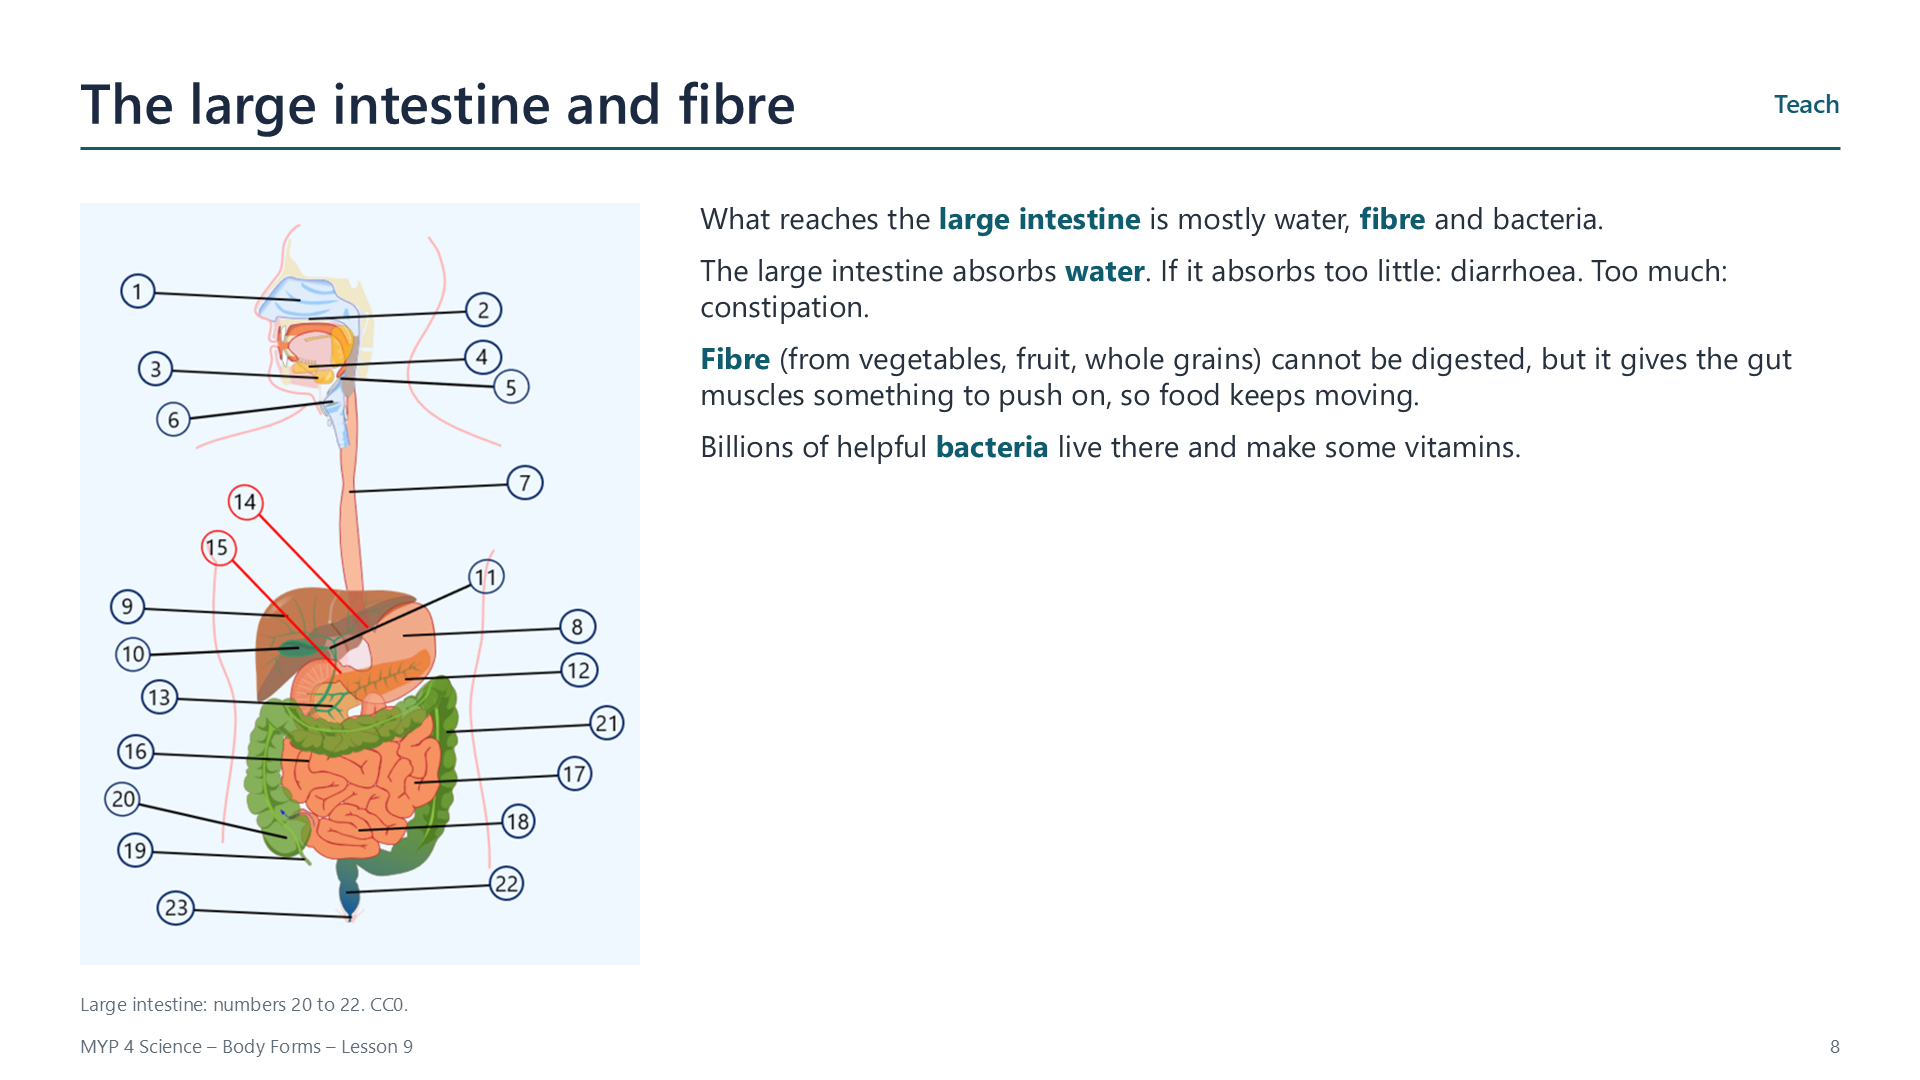 The large intestine and fibre
Teach
1
2
3
4
5
6
7
14
15
11
9
8
10
12
13
21
16
17
20
18
19
22
23
What reaches the large intestine is mostly water, fibre and bacteria.
The large intestine absorbs water. If it absorbs too little: diarrhoea. Too much:
constipation.
Fibre (from vegetables, fruit, whole grains) cannot be digested, but it gives the gut
muscles something to push on, so food keeps moving.
Billions of helpful bacteria live there and make some vitamins.
Large intestine: numbers 20 to 22. CC0.
MYP 4 Science – Body Forms – Lesson 9
8